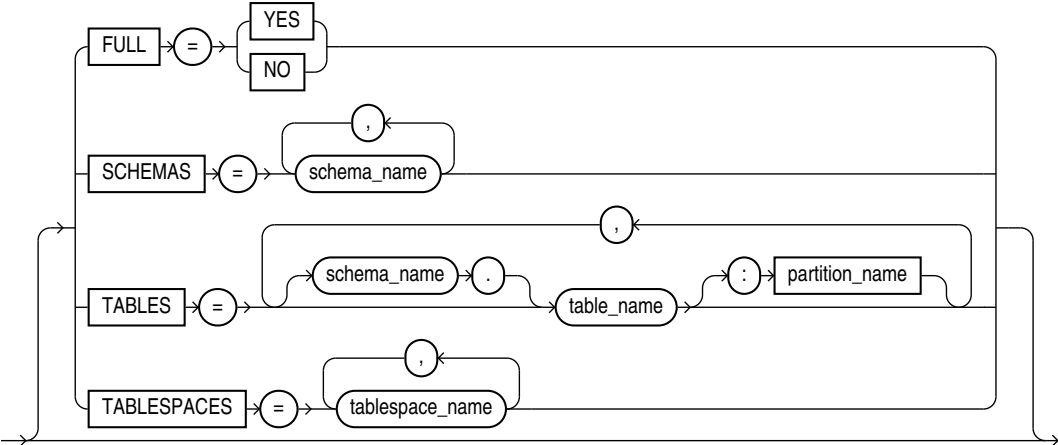 YES
FULL =
NO
,
SCHEMAS = schema_name
,
schema_name . : partition_name
TABLES = table_name
,
TABLESPACES = tablespace_name